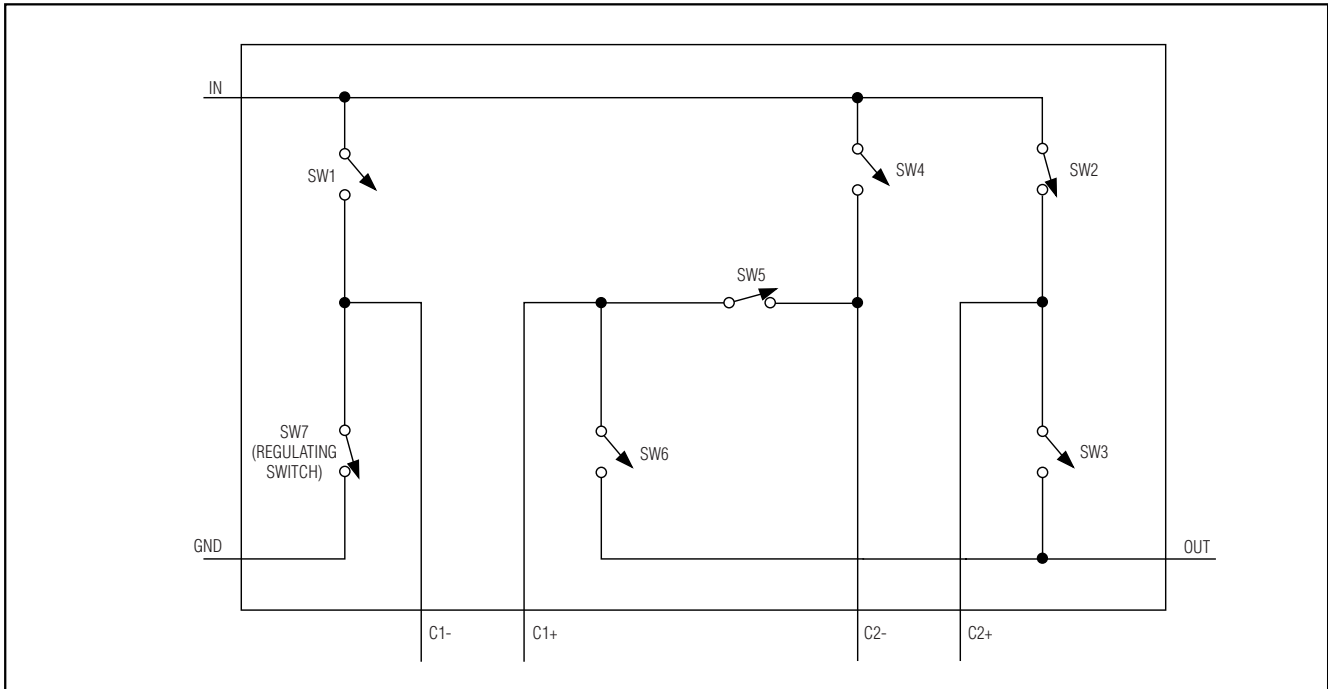 IN
SW1
SW4
SW2
SW5
SW7
(REGULATING
SWITCH)
SW6
SW3
GND
OUT
C1-
C1+
C2-
C2+